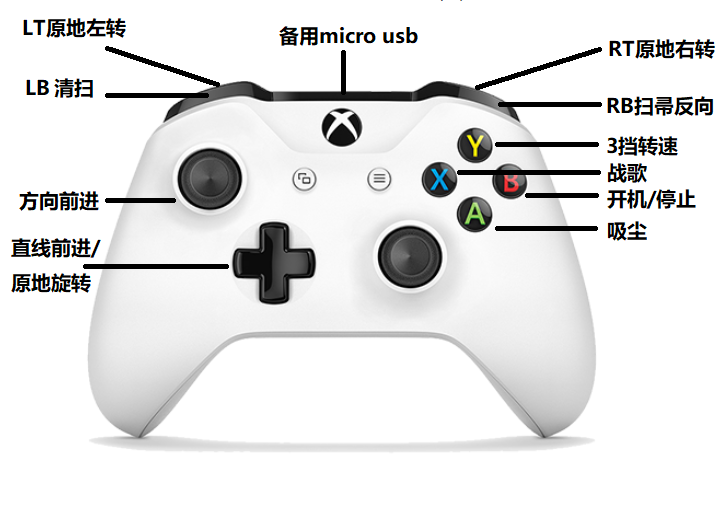 LT原地左转
备用micro usb
RT原地右转
LB 清扫
RB扫帚反向
3挡转速
战歌
开机/停止
吸尘
方向前进
直线前进/
原地旋转
Y
X
B
A